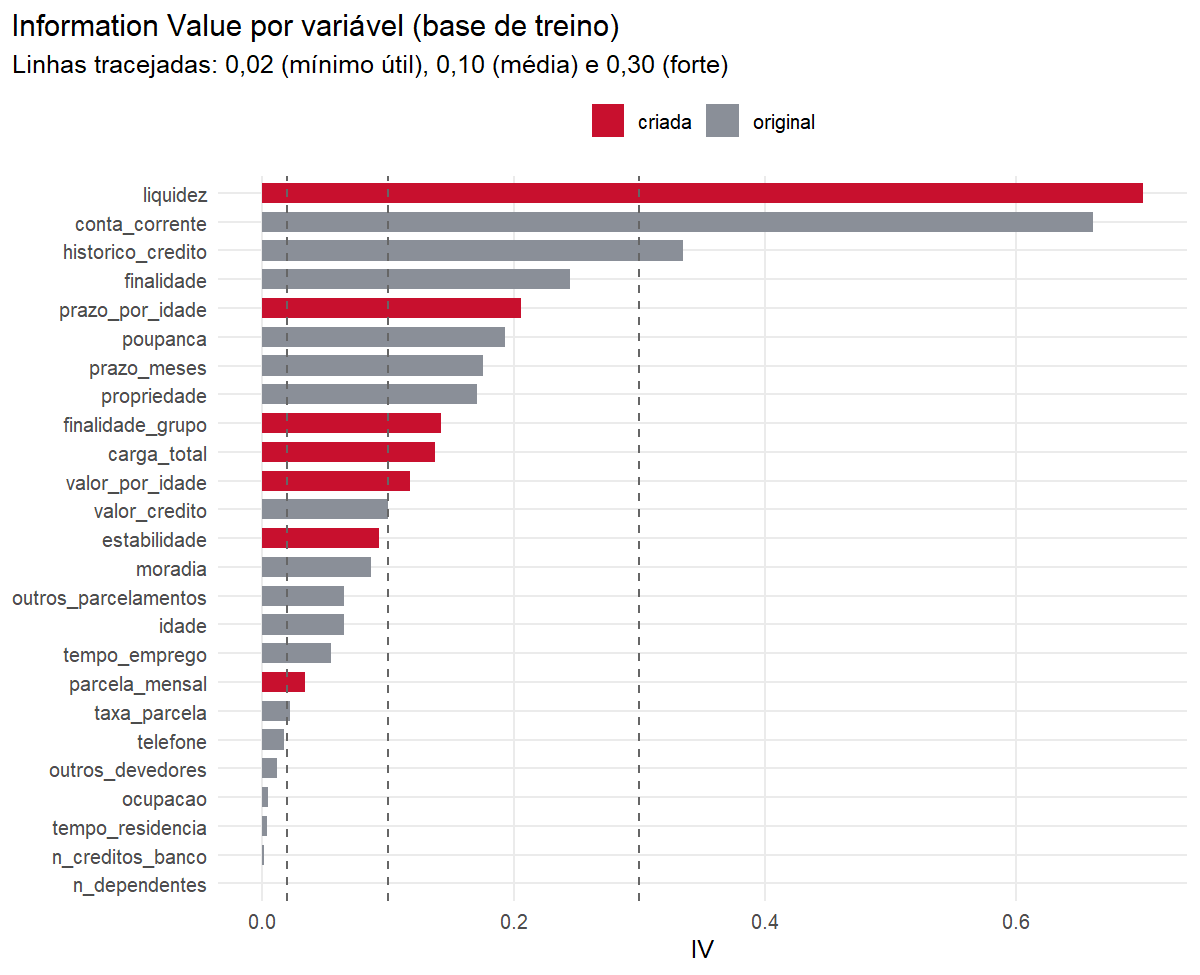 Information Value por variável (base de treino)
Linhas tracejadas: 0,02 (mínimo útil), 0,10 (média) e 0,30 (forte)
criada original
liquidez
conta_corrente
historico_credito
finalidade
prazo_por_idade
poupanca
prazo_meses
propriedade
finalidade_grupo
carga_total
valor_por_idade
valor_credito
estabilidade
moradia
outros_parcelamentos
idade
tempo_emprego
parcela_mensal
taxa_parcela
telefone
outros_devedores
ocupacao
tempo_residencia
n_creditos_banco
n_dependentes
0.0 0.2 0.4 0.6
IV